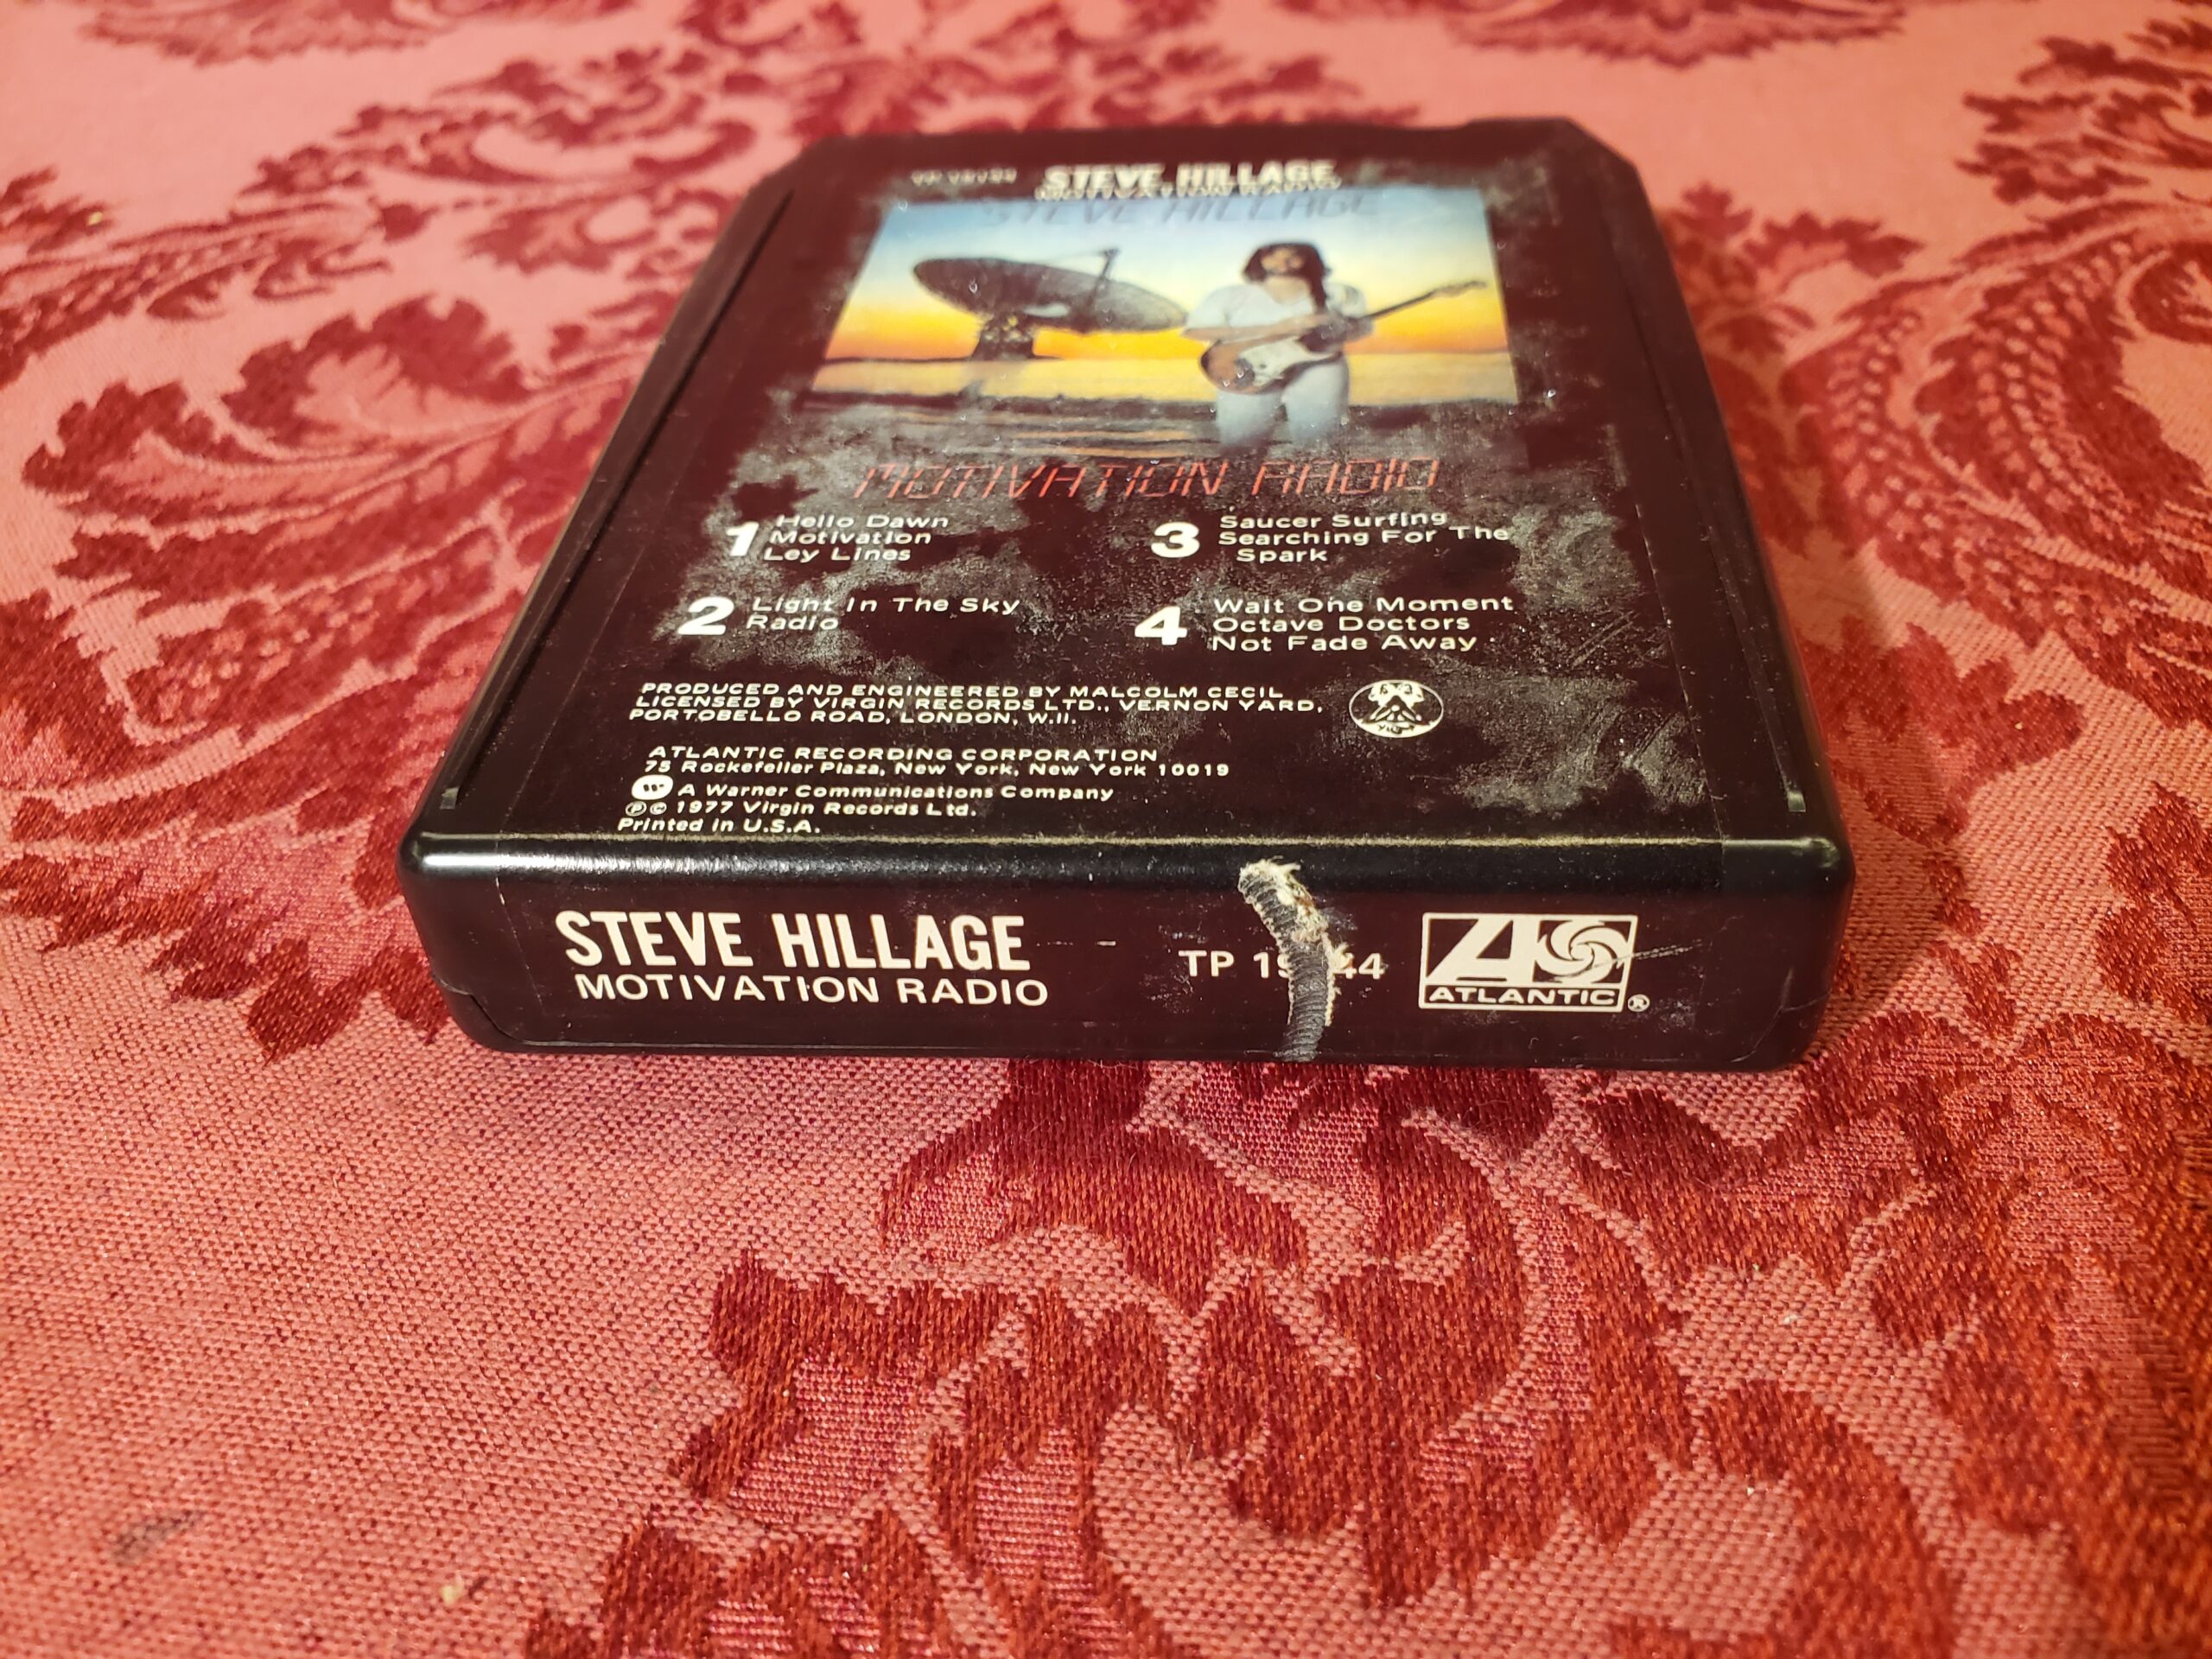 STEVE HILLAGE
MOTIVATION RADIO
STEVE HILLAGE
MOTIVATION RADIO
1 Hello Dawn
Motivation
Ley Lines
2 Light In The Sky
Radio
3 Saucer Surfing
Searching For The
Spark
4 Wait One Moment
Octave Doctors
Not Fade Away
PRODUCED AND ENGINEERED BY MALCOLM CECIL
LICENSED BY VIRGIN RECORDS LTD., VERNON YARD,
PORTOBELLO ROAD, LONDON, W.II.
ATLANTIC RECORDING CORPORATION
75 Rockefeller Plaza, New York, New York 10019
A Warner Communications Company
℗© 1977 Virgin Records Ltd.
Printed in U.S.A.
STEVE HILLAGE
MOTIVATION RADIO
TP
ATLANTIC®